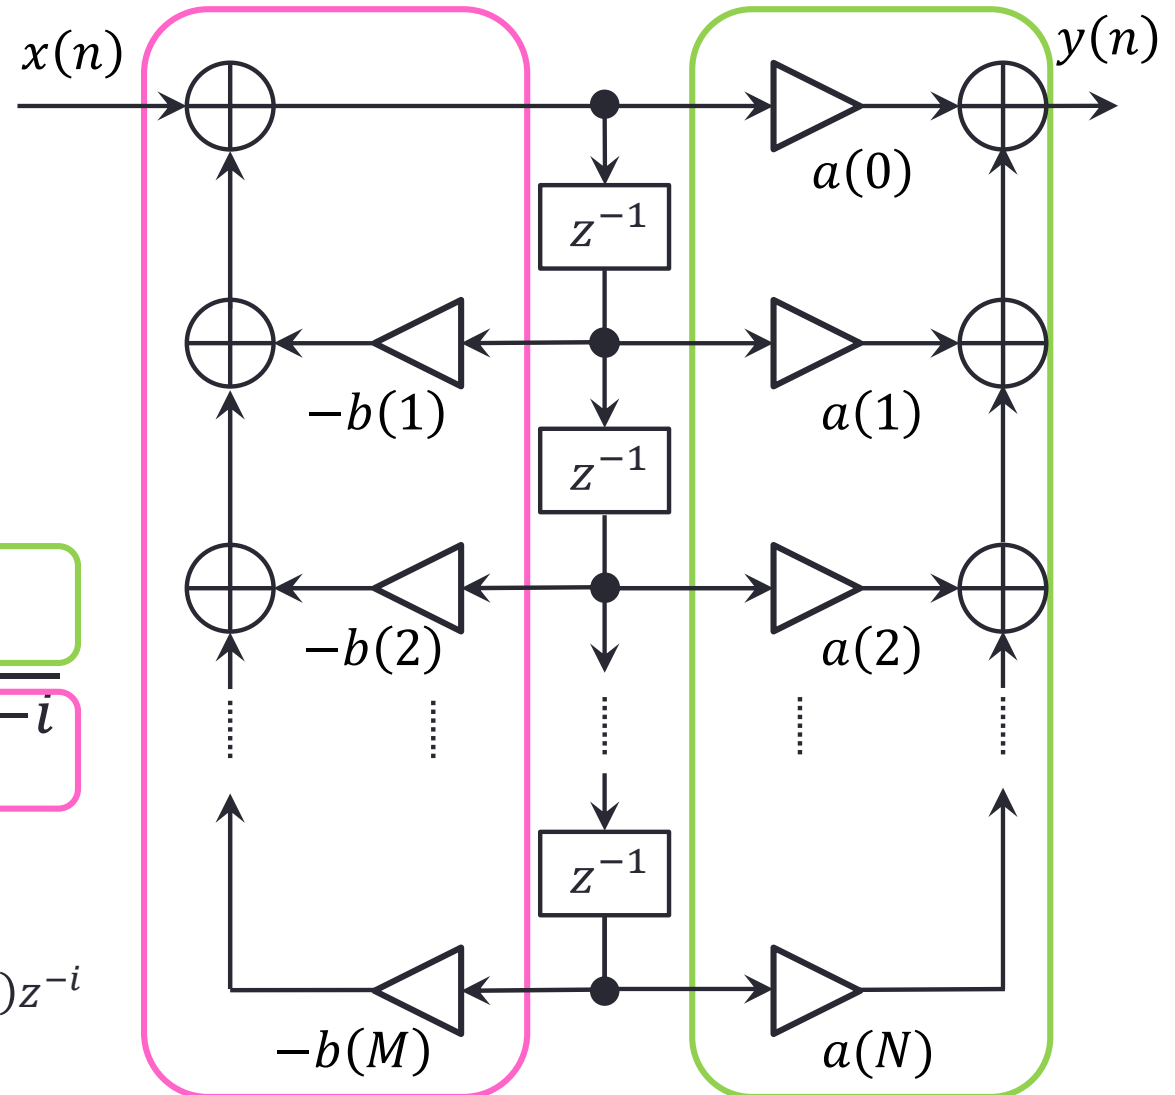 x(n)
y(n)
a(0)
z⁻¹
−b(1)
a(1)
z⁻¹
−b(2)
a(2)
−i
z⁻¹
)z⁻ⁱ
−b(M)
a(N)